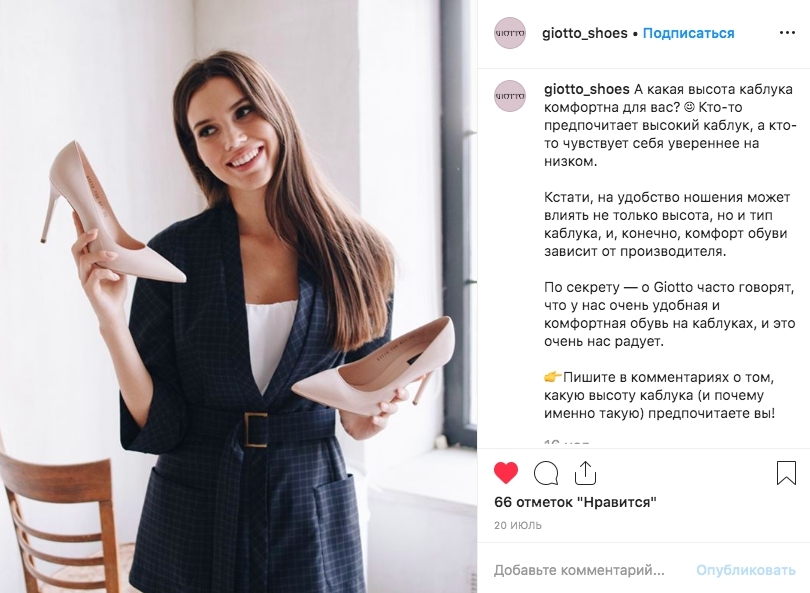 GIOTTO
giotto_shoes • Подписаться
GIOTTO
giotto_shoes А какая высота каблука
комфортна для вас? 😉 Кто-то
предпочитает высокий каблук, а кто-
то чувствует себя увереннее на
низком.
Кстати, на удобство ношения может
влиять не только высота, но и тип
каблука, и, конечно, комфорт обуви
зависит от производителя.
По секрету — о Giotto часто говорят,
что у нас очень удобная и
комфортная обувь на каблуках, и это
очень нас радует.
👉Пишите в комментариях о том,
какую высоту каблука (и почему
именно такую) предпочитаете вы!
66 отметок "Нравится"
20 ИЮЛЬ
Добавьте комментарий...
Опубликовать